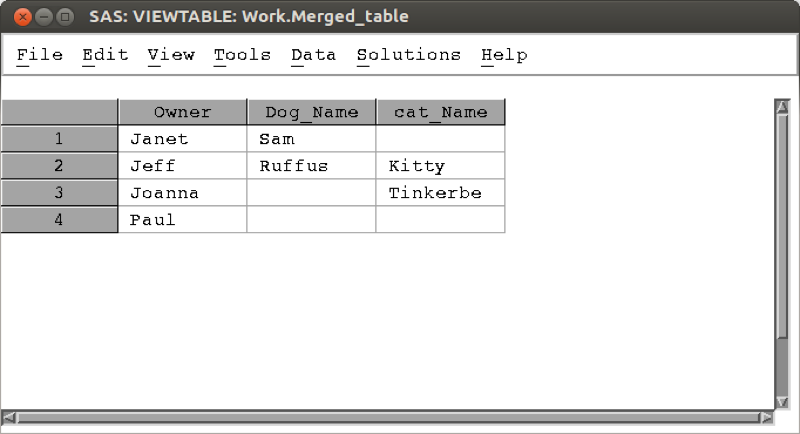 SAS: VIEWTABLE: Work.Merged_table
File Edit View Tools Data Solutions Help
Owner Dog_Name cat_Name
1 Janet Sam
2 Jeff Ruffus Kitty
3 Joanna Tinkerbe
4 Paul